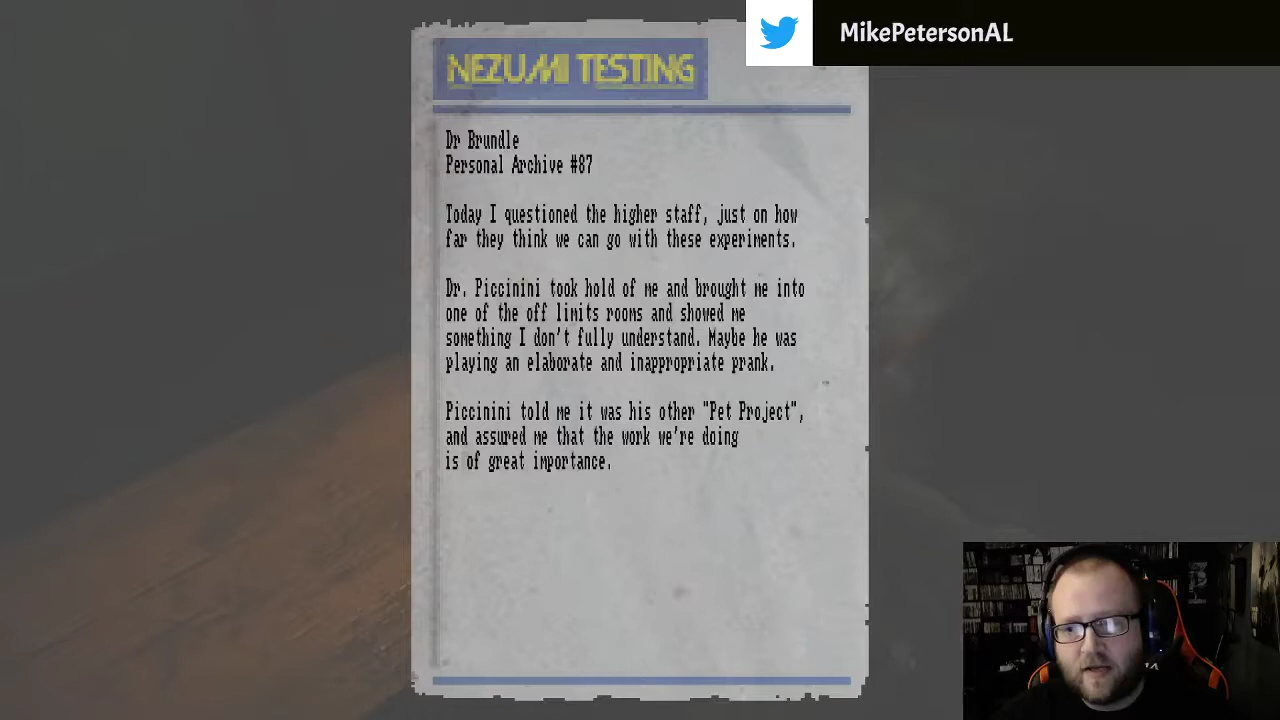 MikePetersonAL
NEZUMI TESTING
Dr Brundle
Personal Archive #87
Today I questioned the higher staff, just on how
far they think we can go with these experiments.
Dr. Piccinini took hold of me and brought me into
one of the off limits rooms and showed me
something I don't fully understand. Maybe he was
playing an elaborate and inappropriate prank.
Piccinini told me it was his other "Pet Project",
and assured me that the work we're doing
is of great importance.